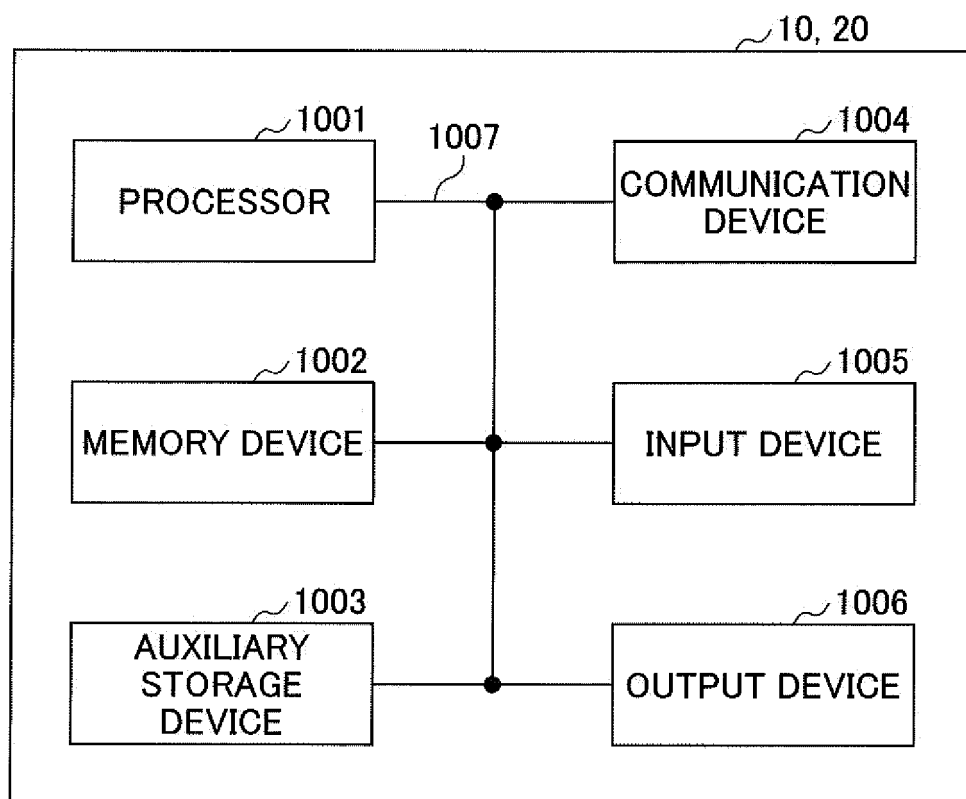 10, 20
1001
PROCESSOR
1007
1004
COMMUNICATION
DEVICE
1002
MEMORY DEVICE
1005
INPUT DEVICE
1003
AUXILIARY
STORAGE
DEVICE
1006
OUTPUT DEVICE